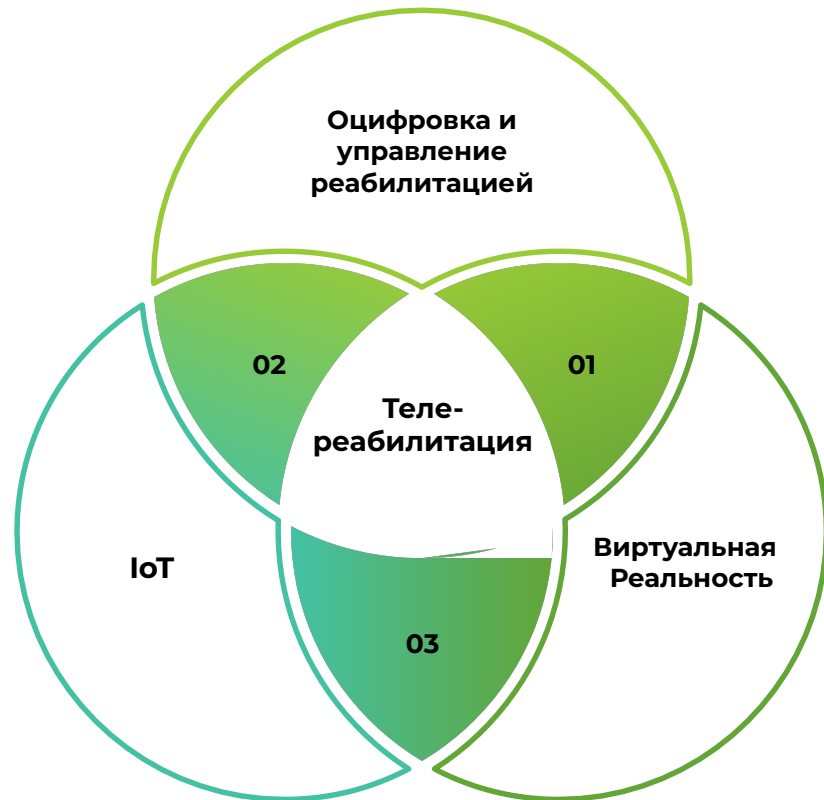 Оцифровка и
управление
реабилитацией
02
01
Теле-
реабилитация
IoT
Виртуальная
Реальность
03